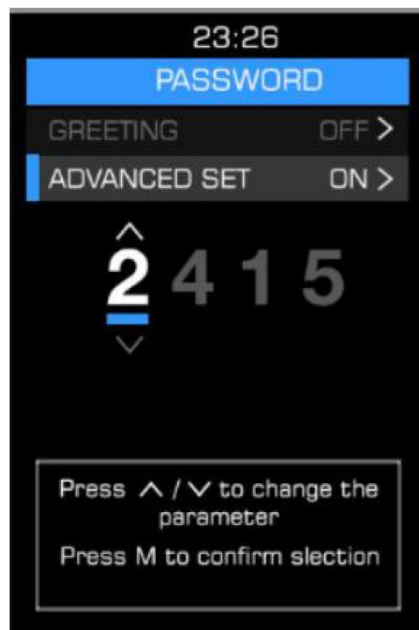 23:26
PASSWORD
GREETING OFF >
ADVANCED SET ON >
2 4 1 5
Press ∧ / ∨ to change the
parameter
Press M to confirm slection